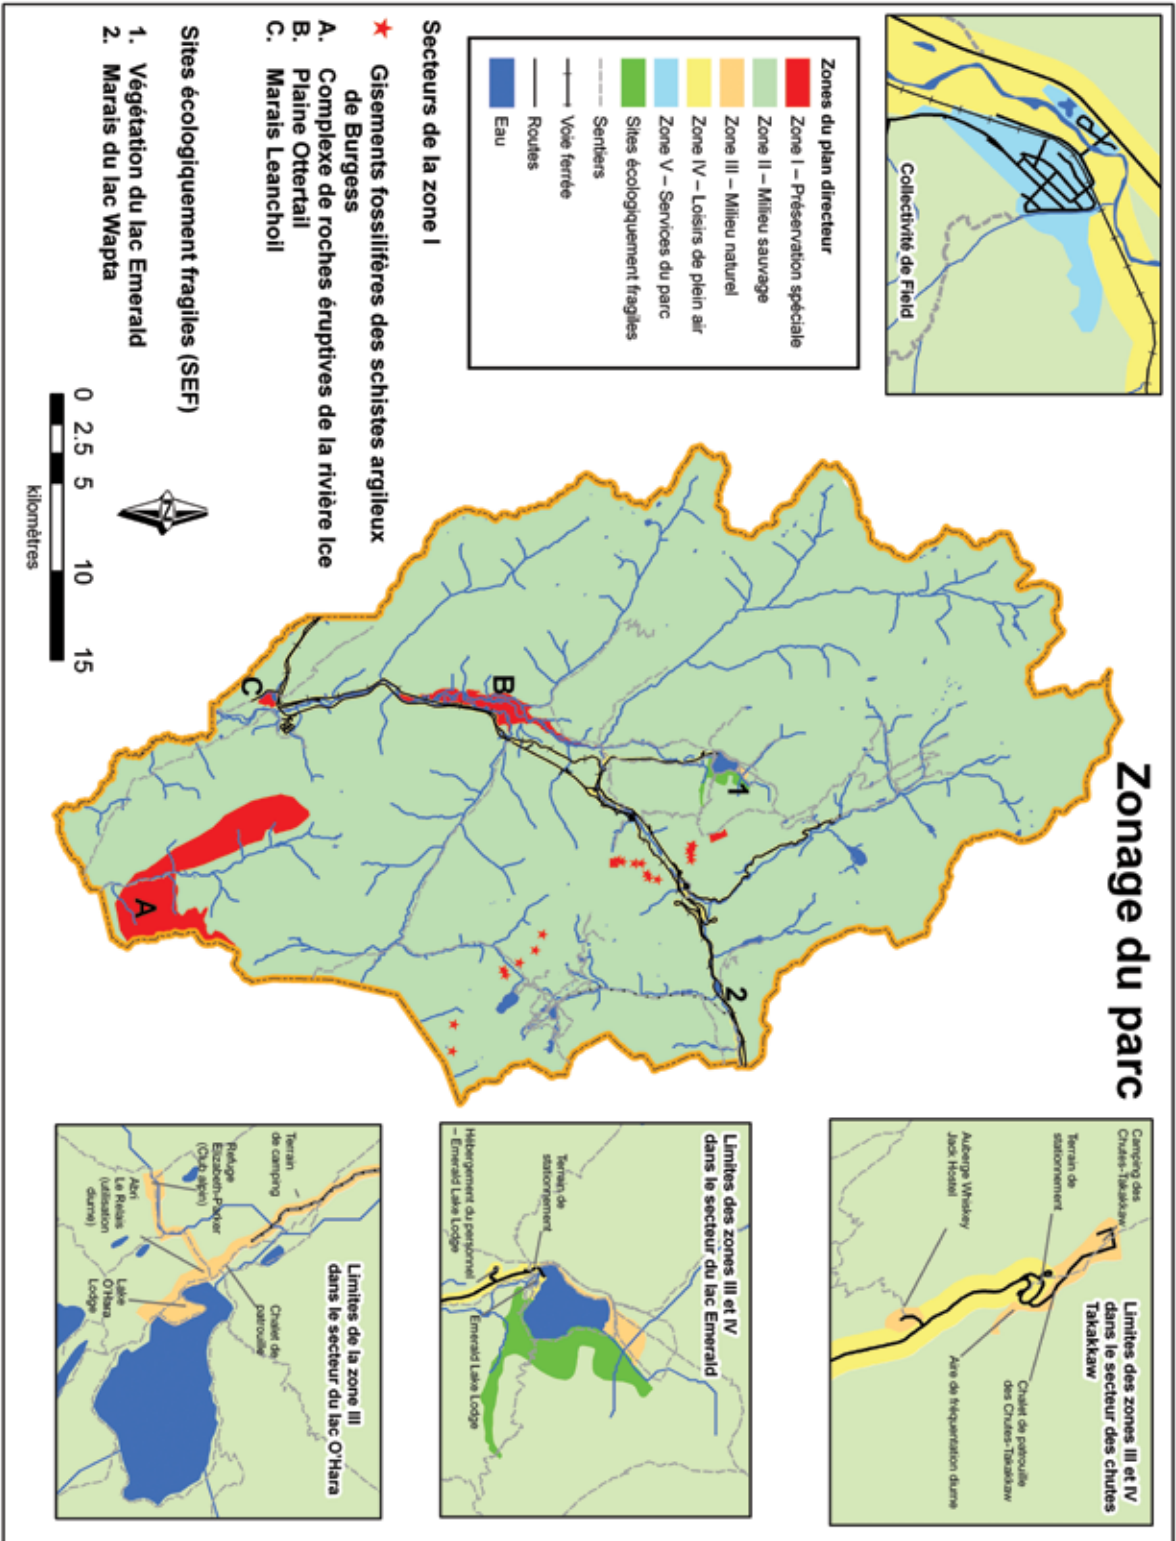 Zonage du parc
Collectivité de Field
Zones du plan directeur
Zone I – Préservation spéciale
Zone II – Milieu sauvage
Zone III – Milieu naturel
Zone IV – Loisirs de plein air
Zone V – Services du parc
Sites écologiquement fragiles
Sentiers
Voie ferrée
Routes
Eau
Secteurs de la zone I
Gisements fossilifères des schistes argileux
de Burgess
A. Complexe de roches éruptives de la rivière Ice
B. Plaine Ottertail
C. Marais Leanchoil
Sites écologiquement fragiles (SEF)
1. Végétation du lac Emerald
2. Marais du lac Wapta
0 2.5 5 10 15
kilomètres
Z
1
2
B
C
A
Limites des zones III et IV
dans le secteur des chutes
Takakkaw
Camping des
Chutes-Takakkaw
Terrain de
stationnement
Auberge Whiskey
Jack Hostel
Chalet de patrouille
des Chutes-Takakkaw
Aire de fréquentation diurne
Limites des zones III et IV
dans le secteur du lac Emerald
Terrain de
stationnement
Hébergement du personnel
– Emerald Lake Lodge
Emerald Lake Lodge
Limites de la zone III
dans le secteur du lac O'Hara
Terrain
de camping
Refuge
Elizabeth-Parker
(Club alpin)
Abri
Le Relais
(utilisation
diurne)
Chalet de
patrouille
Lake
O'Hara
Lodge